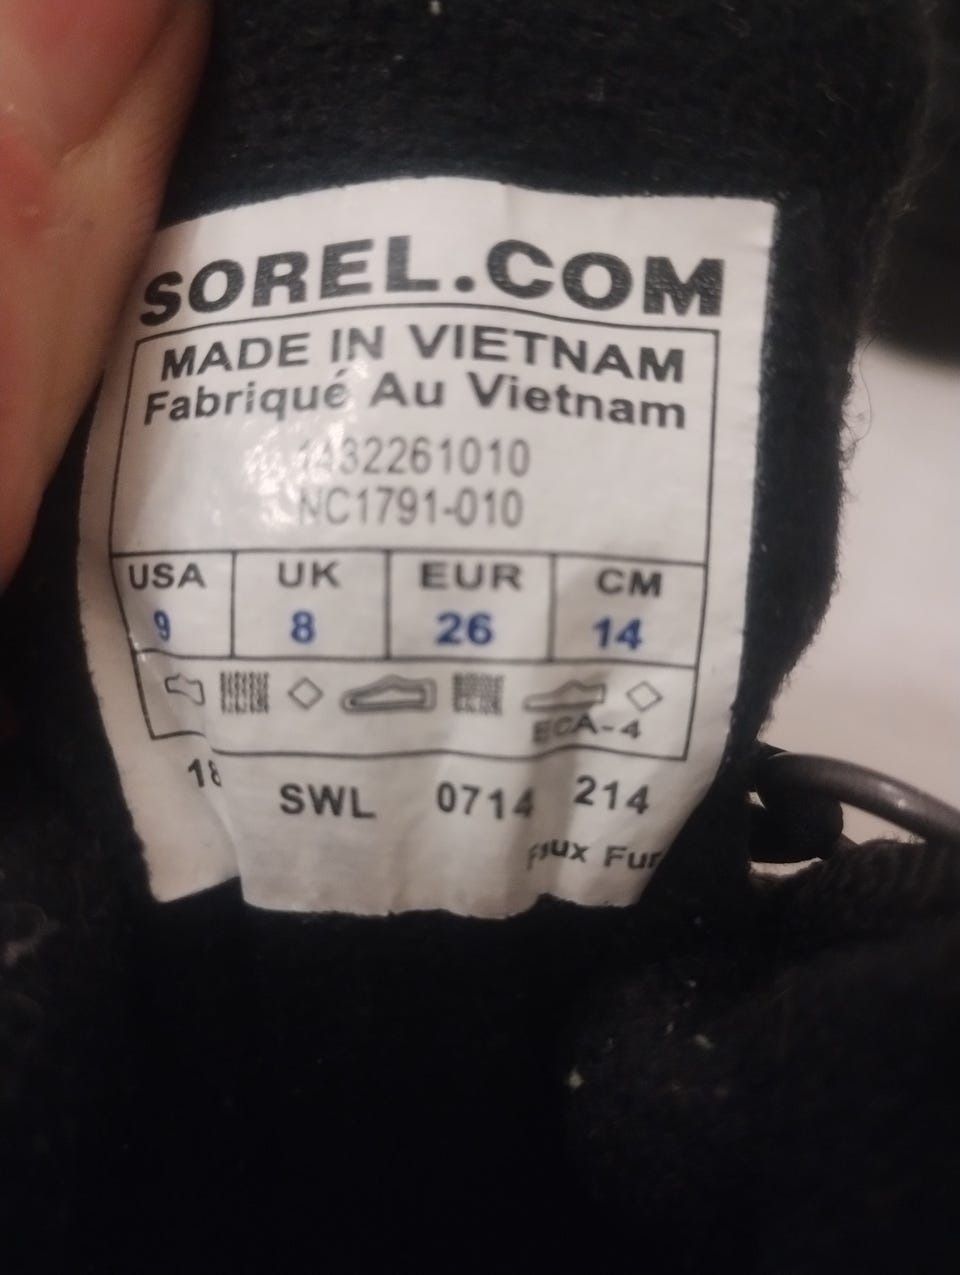 SOREL.COM
MADE IN VIETNAM
Fabriqué Au Vietnam
1432261010
NC1791-010
USA UK EUR CM
9 8 26 14
ECA-4
SWL 0714 214
Faux Fur